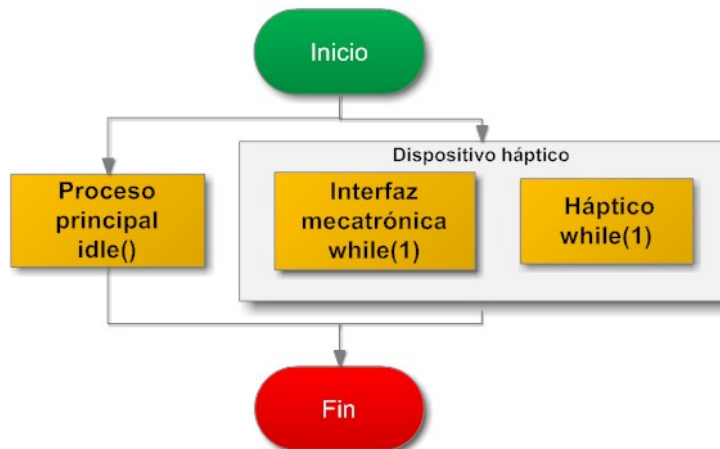 Inicio
Dispositivo háptico
Proceso
principal
idle()
Interfaz
mecatrónica
while(1)
Háptico
while(1)
Fin